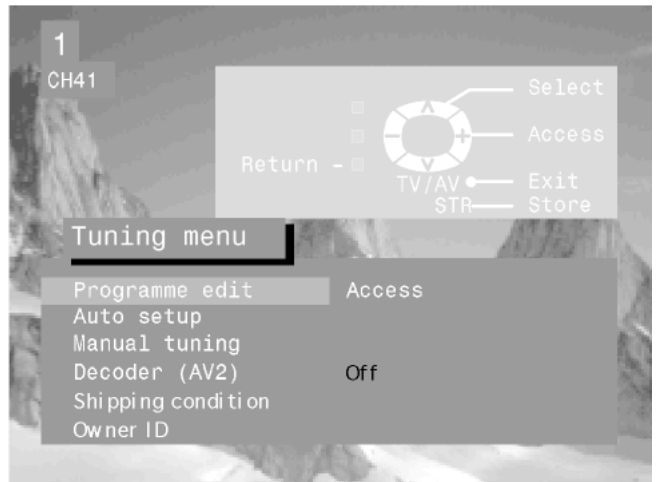 1
CH41
Select
Access
Return –
TV/AV Exit
STR Store
Tuning menu
Programme edit Access
Auto setup
Manual tuning
Decoder (AV2) Off
Shipping condition
Owner ID